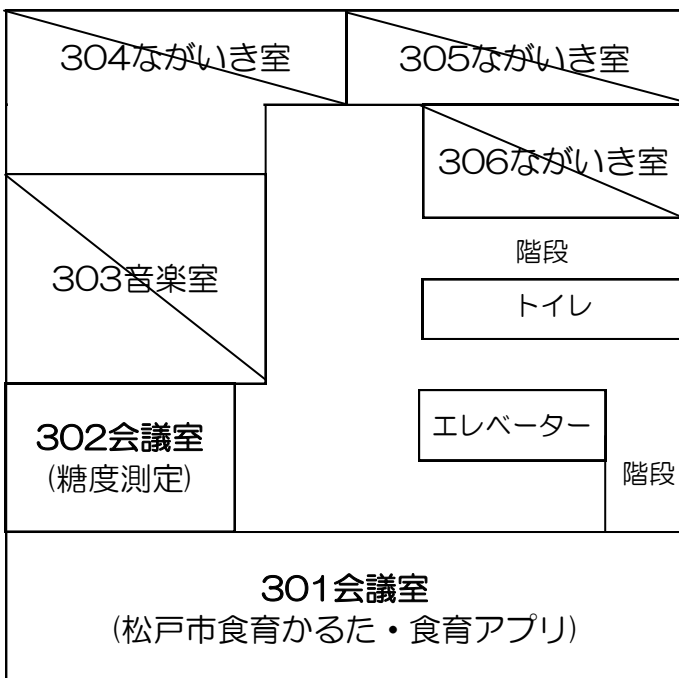 304ながいき室
305ながいき室
306ながいき室
階段
303音楽室
トイレ
302会議室
(糖度測定)
エレベーター
階段
301会議室
(松戸市食育かるた・食育アプリ)